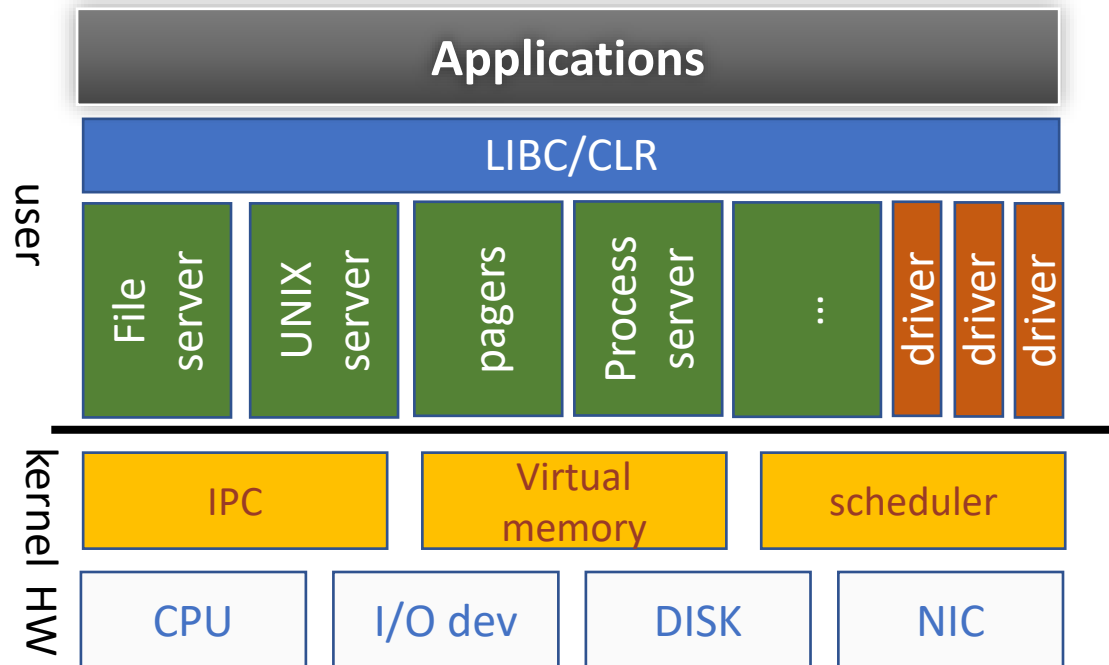 Applications
LIBC/CLR
user
File
server
UNIX
server
pagers
Process
server
...
driver
driver
driver
kernel
IPC
Virtual
memory
scheduler
HW
CPU
I/O dev
DISK
NIC